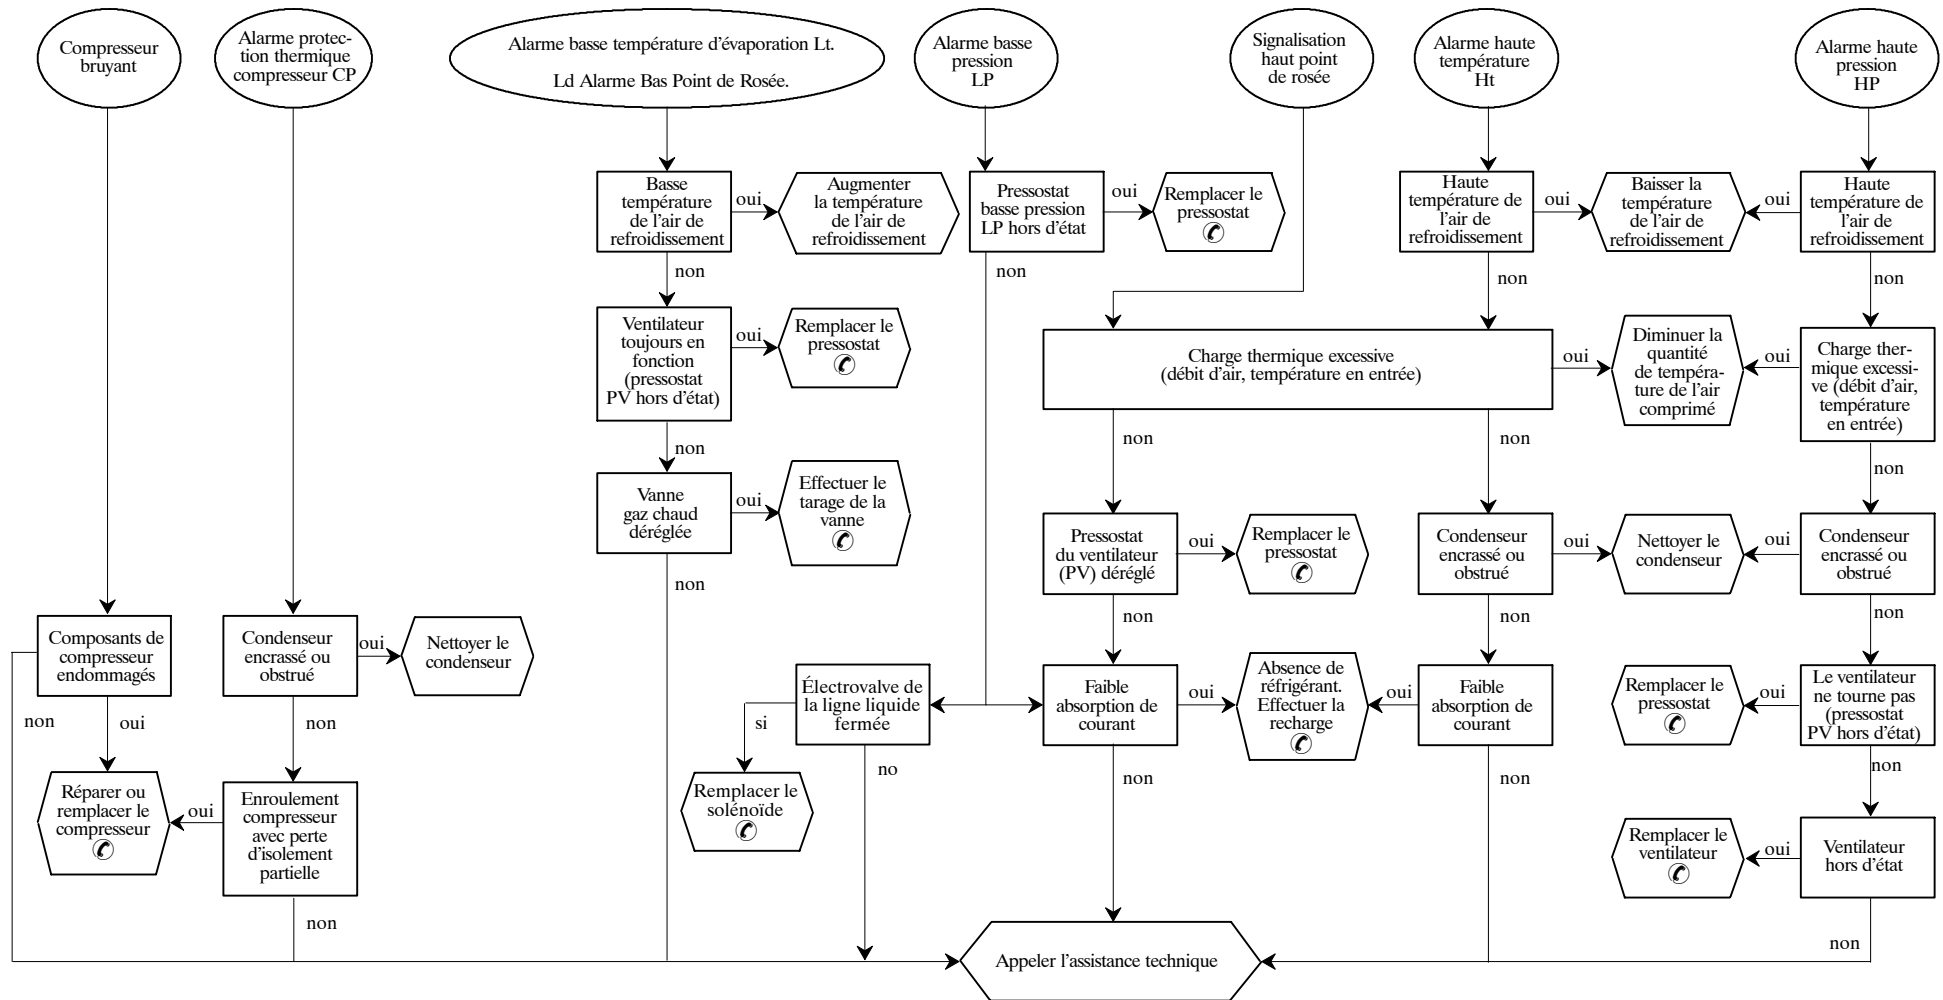 Compresseur
bruyant
Alarme protec-
tion thermique
compresseur CP
Alarme basse température d'évaporation Lt.
Ld Alarme Bas Point de Rosée.
Alarme basse
pression
LP
Signalisation
haut point
de rosée
Alarme haute
température
Ht
Alarme haute
pression
HP
Basse
température
de l'air de
refroidissement
oui
Augmenter
la température
de l'air de
refroidissement
Pressostat
basse pression
LP hors d'état
oui
Remplacer le
pressostat
Haute
température de
l'air de
refroidissement
oui
Baisser la
température
de l'air de
refroidissement
oui
Haute
température de
l'air de
refroidissement
non
non
non
non
Ventilateur
toujours en
fonction
(pressostat
PV hors d'état)
oui
Remplacer le
pressostat
Charge thermique excessive
(débit d'air, température en entrée)
oui
Diminuer la
quantité
de tempéra-
ture de l'air
comprimé
oui
Charge ther-
mique excessi-
ve (débit d'air,
température
en entrée)
non
non
non
non
Vanne
gaz chaud
déréglée
oui
Effectuer le
tarage de la
vanne
Pressostat
du ventilateur
(PV) déréglé
oui
Remplacer le
pressostat
Condenseur
encrassé ou
obstrué
oui
Nettoyer le
condenseur
oui
Condenseur
encrassé ou
obstrué
non
non
non
non
Composants de
compresseur
endommagés
Condenseur
encrassé ou
obstrué
oui
Nettoyer le
condenseur
Électrovalve de
la ligne liquide
fermée
Faible
absorption de
courant
oui
Absence de
réfrigérant.
Effectuer la
recharge
oui
Faible
absorption de
courant
Remplacer le
pressostat
oui
Le ventilateur
ne tourne pas
(pressostat
PV hors d'état)
non
oui
non
si
no
non
non
non
Réparer ou
remplacer le
compresseur
oui
Enroulement
compresseur
avec perte
d'isolement
partielle
Remplacer le
solénoïde
Remplacer le
ventilateur
oui
Ventilateur
hors d'état
non
non
Appeler l'assistance technique